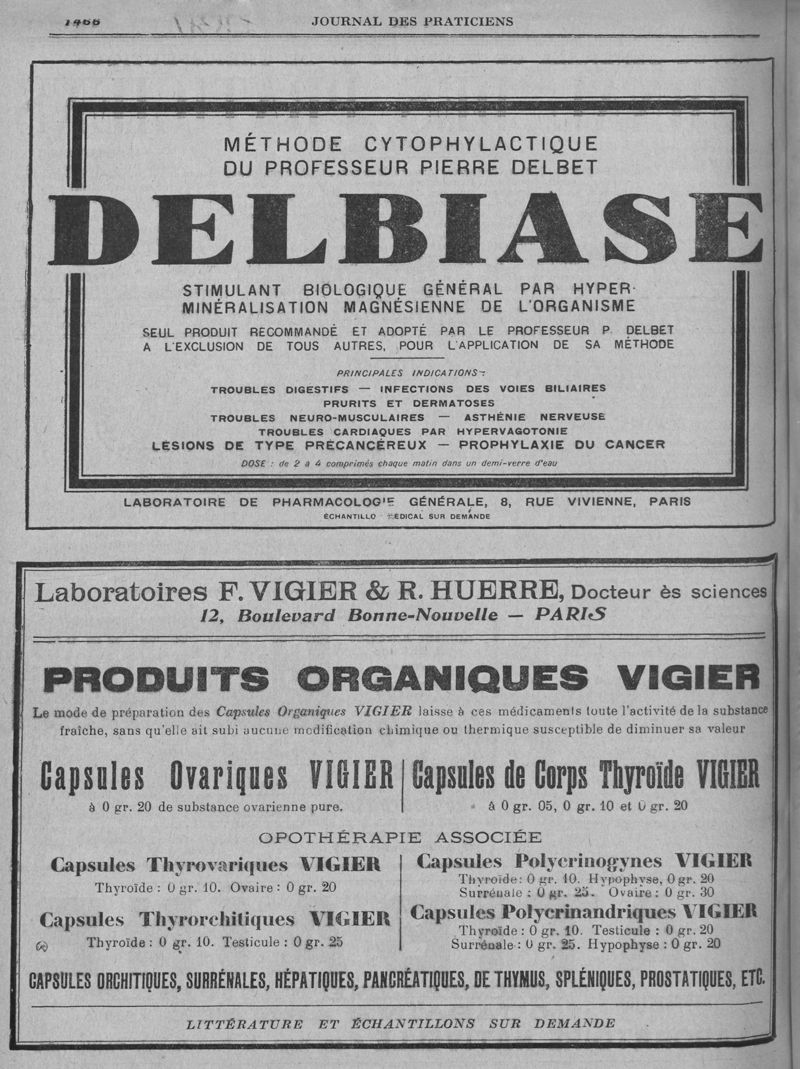 JOURNAL DES PRATICIENS
MÉTHODE CYTOPHYLACTIQUE
DU PROFESSEUR PIERRE DELBET
DELBIASE
STIMULANT BIOLOGIQUE GÉNÉRAL PAR HYPER-
MINÉRALISATION MAGNÉSIENNE DE L'ORGANISME
SEUL PRODUIT RECOMMANDÉ ET ADOPTÉ PAR LE PROFESSEUR P. DELBET
A L'EXCLUSION DE TOUS AUTRES, POUR L'APPLICATION DE SA MÉTHODE
PRINCIPALES INDICATIONS :
TROUBLES DIGESTIFS — INFECTIONS DES VOIES BILIAIRES
PRURITS ET DERMATOSES
TROUBLES NEURO-MUSCULAIRES — ASTHÉNIE NERVEUSE
TROUBLES CARDIAQUES PAR HYPERVAGOTONIE
LÉSIONS DE TYPE PRÉCANCÉREUX — PROPHYLAXIE DU CANCER
DOSE : de 2 à 4 comprimés chaque matin dans un demi-verre d'eau
LABORATOIRE DE PHARMACOLOGIE GÉNÉRALE, 8, RUE VIVIENNE, PARIS
ÉCHANTILLO MÉDICAL SUR DEMANDE
Laboratoires F. VIGIER & R. HUERRE, Docteur ès sciences
12, Boulevard Bonne-Nouvelle — PARIS
PRODUITS ORGANIQUES VIGIER
Le mode de préparation des Capsules Organiques VIGIER laisse à ces médicaments toute l'activité de la substance
fraîche, sans qu'elle ait subi aucune modification chimique ou thermique susceptible de diminuer sa valeur
Capsules Ovariques VIGIER
à 0 gr. 20 de substance ovarienne pure.
Capsules de Corps Thyroïde VIGIER
à 0 gr. 05, 0 gr. 10 et 0 gr. 20
OPOTHÉRAPIE ASSOCIÉE
Capsules Thyrovariques VIGIER
Thyroïde : 0 gr. 10. Ovaire : 0 gr. 20
Capsules Thyrorchitiques VIGIER
Thyroïde : 0 gr. 10. Testicule : 0 gr. 25
Capsules Polycrinogynes VIGIER
Thyroïde: 0 gr. 10. Hypophyse, 0 gr. 20
Surrénale : 0 gr. 25. Ovaire : 0 gr. 30
Capsules Polycrinandriques VIGIER
Thyroïde : 0 gr. 10. Testicule : 0 gr. 20
Surrénale : 0 gr. 25. Hypophyse : 0 gr. 20
CAPSULES ORCHITIQUES, SURRÉNALES, HÉPATIQUES, PANCRÉATIQUES, DE THYMUS, SPLÉNIQUES, PROSTATIQUES, ETC.
LITTÉRATURE ET ÉCHANTILLONS SUR DEMANDE